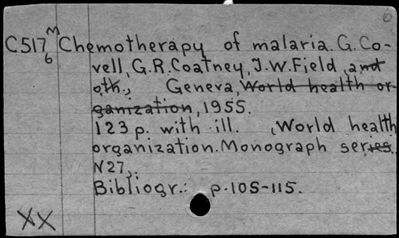 C517 M 6 Chemotherapy of malaria. G. Co-
vell, G.R. Coatney, J.W. Field, and
oth., Geneva, World health or-
ganization, 1955.
123 p. with ill. (World health
organization. Monograph series.
N27).
Bibliogr.: p. 105-115.
XX